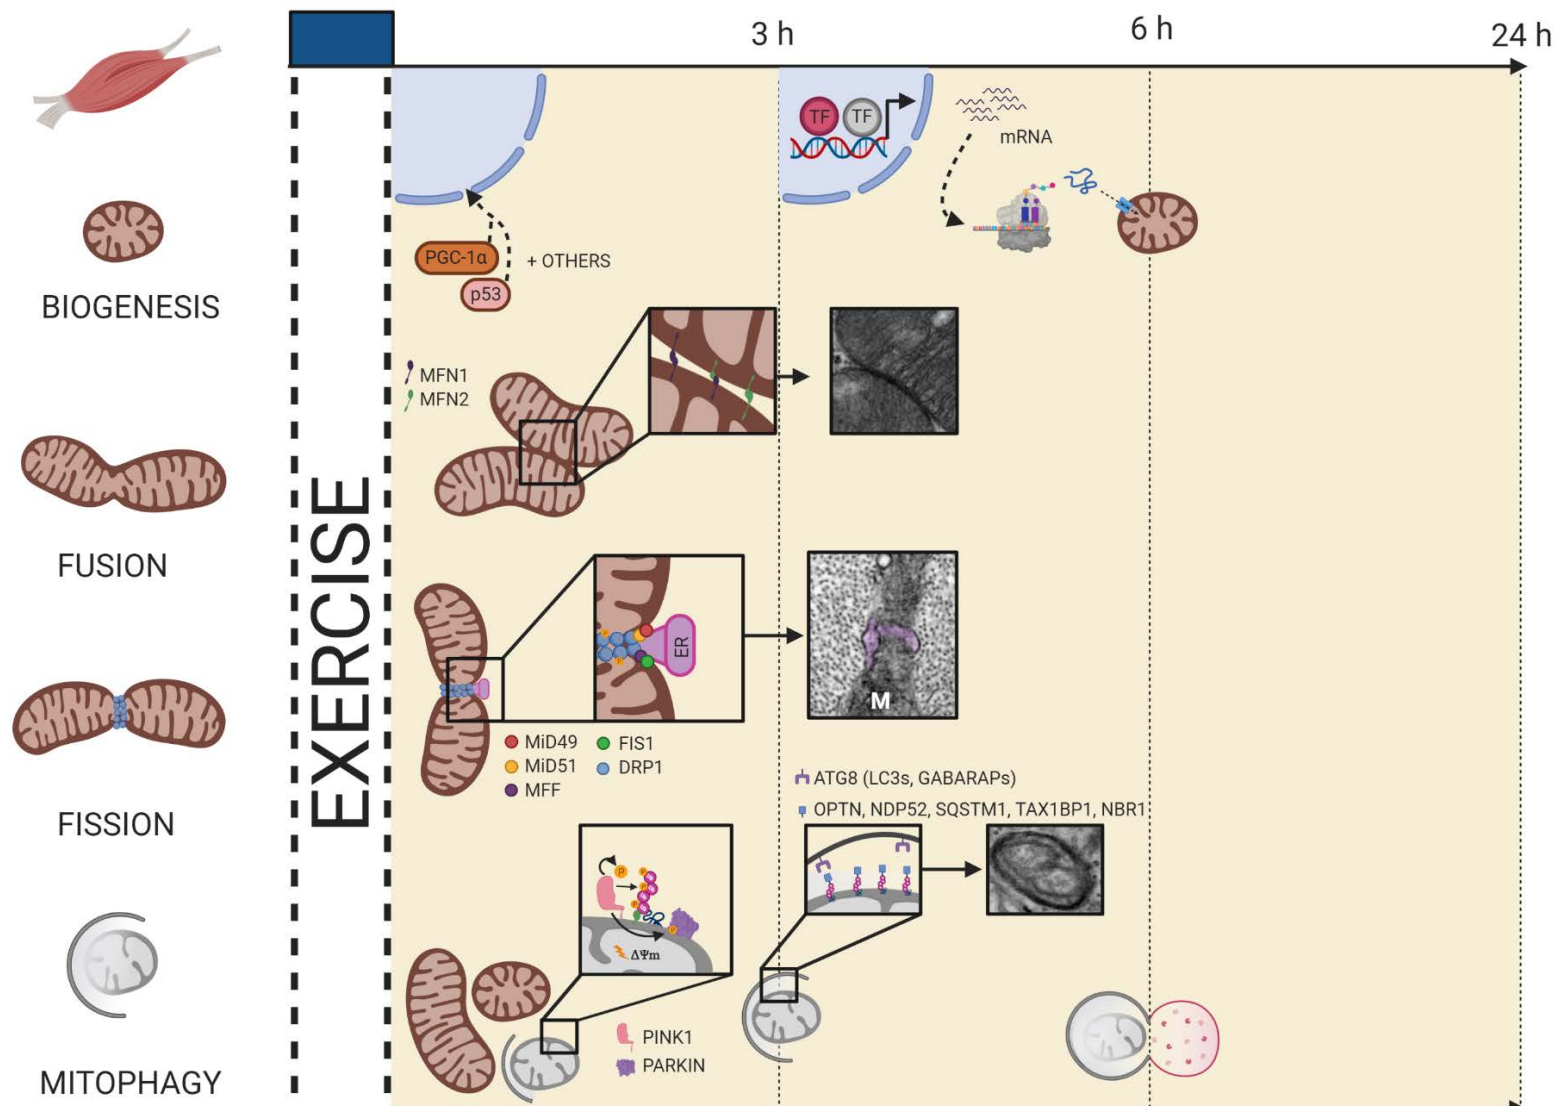 3 h
6 h
24 h
TF
TF
mRNA
PGC-1α
p53
+ OTHERS
BIOGENESIS
MFN1
MFN2
FUSION
EXERCISE
ER
P
P
M
MiD49
FIS1
MiD51
DRP1
MFF
FISSION
ATG8 (LC3s, GABARAPs)
OPTN, NDP52, SQSTM1, TAX1BP1, NBR1
P
P
P
P
P
ΔΨm
PINK1
PARKIN
MITOPHAGY